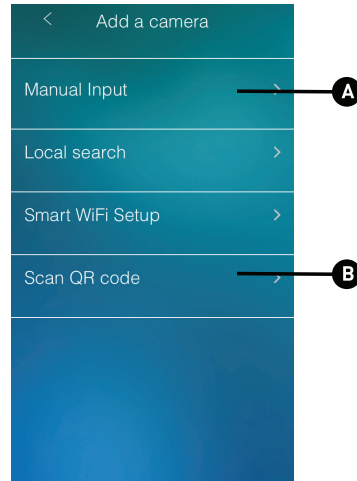 Add a camera
Manual Input
A
Local search
Smart WiFi Setup
Scan QR code
B